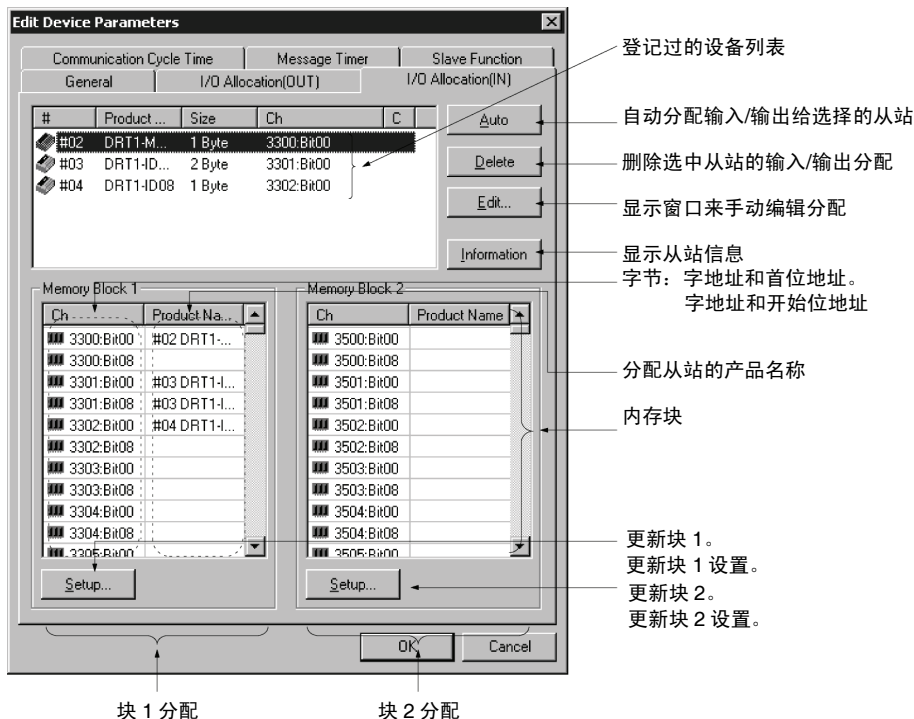 Edit Device Parameters
Communication Cycle Time Message Timer Slave Function
General I/O Allocation(OUT) I/O Allocation(IN)
# Product ... Size Ch C
#02 DRT1-M... 1 Byte 3300:Bit00
#03 DRT1-ID... 2 Byte 3301:Bit00
#04 DRT1-ID08 1 Byte 3302:Bit00
Auto
Delete
Edit...
Information
登记过的设备列表
自动分配输入/输出给选择的从站
删除选中从站的输入/输出分配
显示窗口来手动编辑分配
显示从站信息
字节：字地址和首位地址。
字地址和开始位地址
分配从站的产品名称
内存块
Memory Block 1
Ch Product Na...
3300:Bit00 #02 DRT1-...
3300:Bit08
3301:Bit00 #03 DRT1-I...
3301:Bit08 #03 DRT1-I...
3302:Bit00 #04 DRT1-I...
3302:Bit08
3303:Bit00
3303:Bit08
3304:Bit00
3304:Bit08
3305:Bit00
Setup...
Memory Block 2
Ch Product Name
3500:Bit00
3500:Bit08
3501:Bit00
3501:Bit08
3502:Bit00
3502:Bit08
3503:Bit00
3503:Bit08
3504:Bit00
3504:Bit08
3505:Bit00
Setup...
更新块 1。
更新块 1 设置。
更新块 2。
更新块 2 设置。
OK Cancel
块 1 分配 块 2 分配